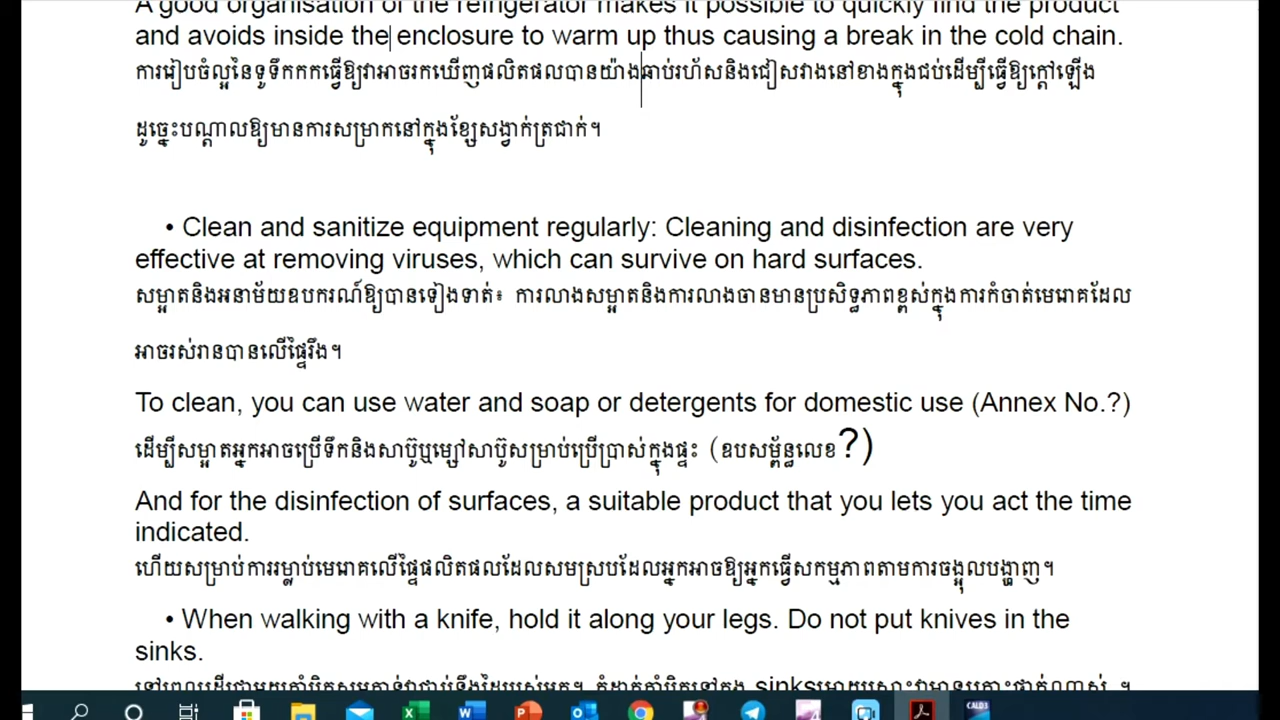 A good organisation of the refrigerator makes it possible to quickly find the product
and avoids inside the enclosure to warm up thus causing a break in the cold chain.
ការរៀបចំល្អនៃទូទឹកកកធ្វើឱ្យវាអាចរកឃើញផលិតផលបានយ៉ាងឆាប់រហ័សនិងជៀសវាងនៅខាងក្នុងជប់ដើម្បីធ្វើឱ្យក្តៅឡើង
ដូច្នេះបណ្តាលឱ្យមានការសម្រាកនៅក្នុងខ្សែសង្វាក់ត្រជាក់។
• Clean and sanitize equipment regularly: Cleaning and disinfection are very
effective at removing viruses, which can survive on hard surfaces.
សម្អាតនិងអនាម័យឧបករណ៍ឱ្យបានទៀងទាត់៖ ការលាងសម្អាតនិងការលាងចានមានប្រសិទ្ធភាពខ្ពស់ក្នុងការកំចាត់មេរោគដែល
អាចរស់រានបានលើផ្ទៃរឹង។
To clean, you can use water and soap or detergents for domestic use (Annex No.?)
ដើម្បីសម្អាតអ្នកអាចប្រើទឹកនិងសាប៊ូឬម្សៅសាប៊ូសម្រាប់ប្រើប្រាស់ក្នុងផ្ទះ (ឧបសម្ព័ន្ធលេខ?)
And for the disinfection of surfaces, a suitable product that you lets you act the time
indicated.
ហើយសម្រាប់ការរម្លាប់មេរោគលើផ្ទៃផលិតផលដែលសមស្របដែលអ្នកអាចឱ្យអ្នកធ្វើសកម្មភាពតាមការចង្អុលបង្ហាញ។
• When walking with a knife, hold it along your legs. Do not put knives in the
sinks.
sinks
CALD3